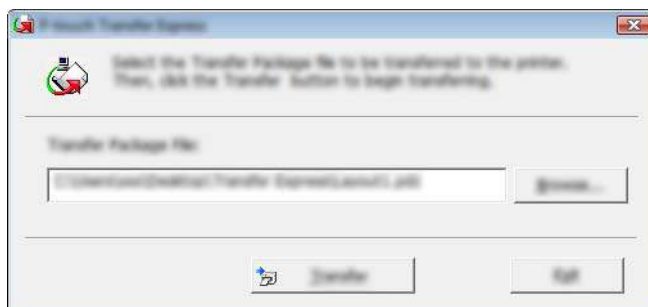 P-touch Transfer Express
Select the Transfer Package file to be transferred to the printer.
Then, click the Transfer button to begin transferring.
Transfer Package File:
Browse...
Transfer
Exit